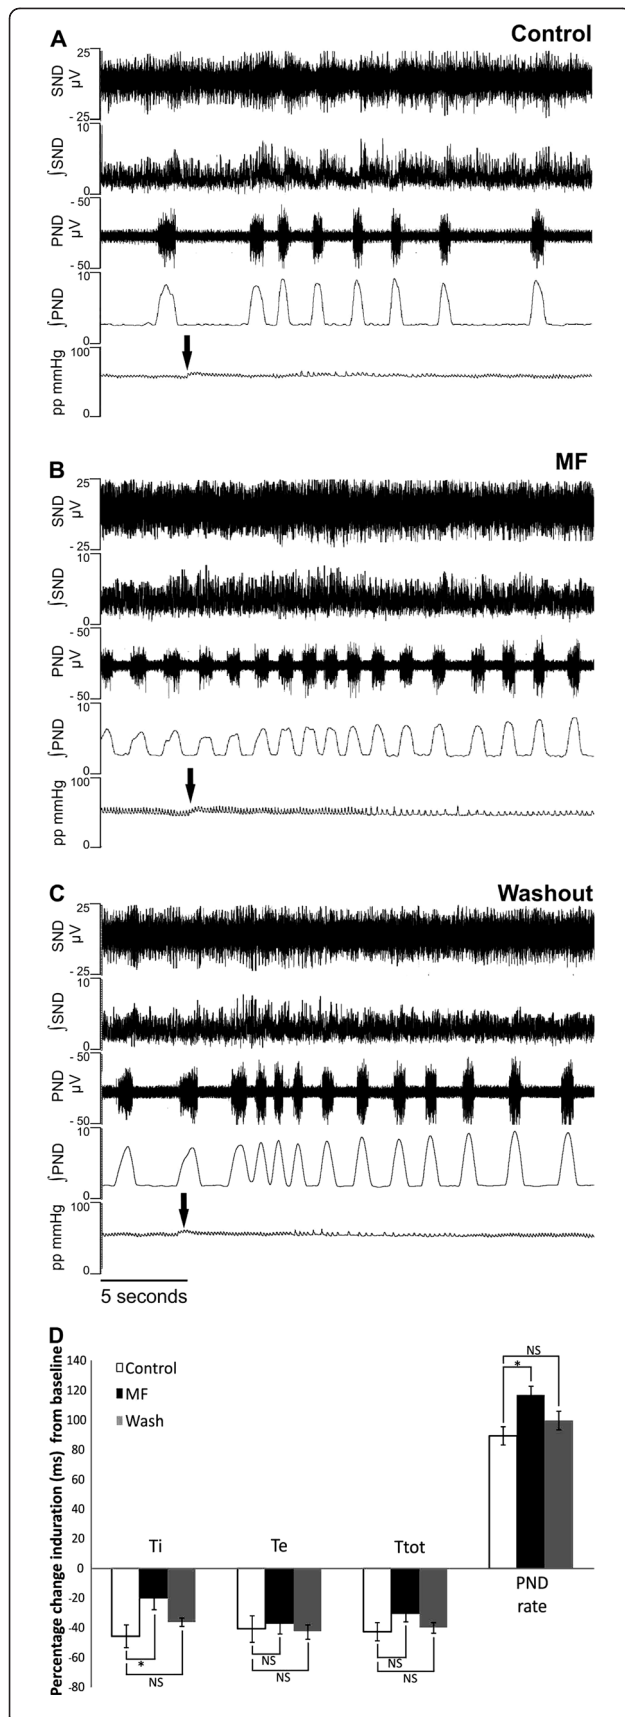 A
Control
25
SND
µV
- 25
10
∫SND
0
- 50
PND
µV
- 50
10
∫PND
0
100
pp mmHg
0
B
MF
25
SND
µV
- 25
10
∫SND
0
- 50
PND
µV
- 50
10
∫PND
0
100
pp mmHg
0
C
Washout
25
SND
µV
- 25
10
∫SND
0
- 50
PND
µV
- 50
10
∫PND
0
100
pp mmHg
0
5 seconds
D
Percentage change induration (ms) from baseline
140
120
100
80
60
40
20
0
-20
-40
-60
-80
Control
MF
Wash
NS
*
Ti
Te
Ttot
PND
rate
*
NS
NS
NS
NS
NS